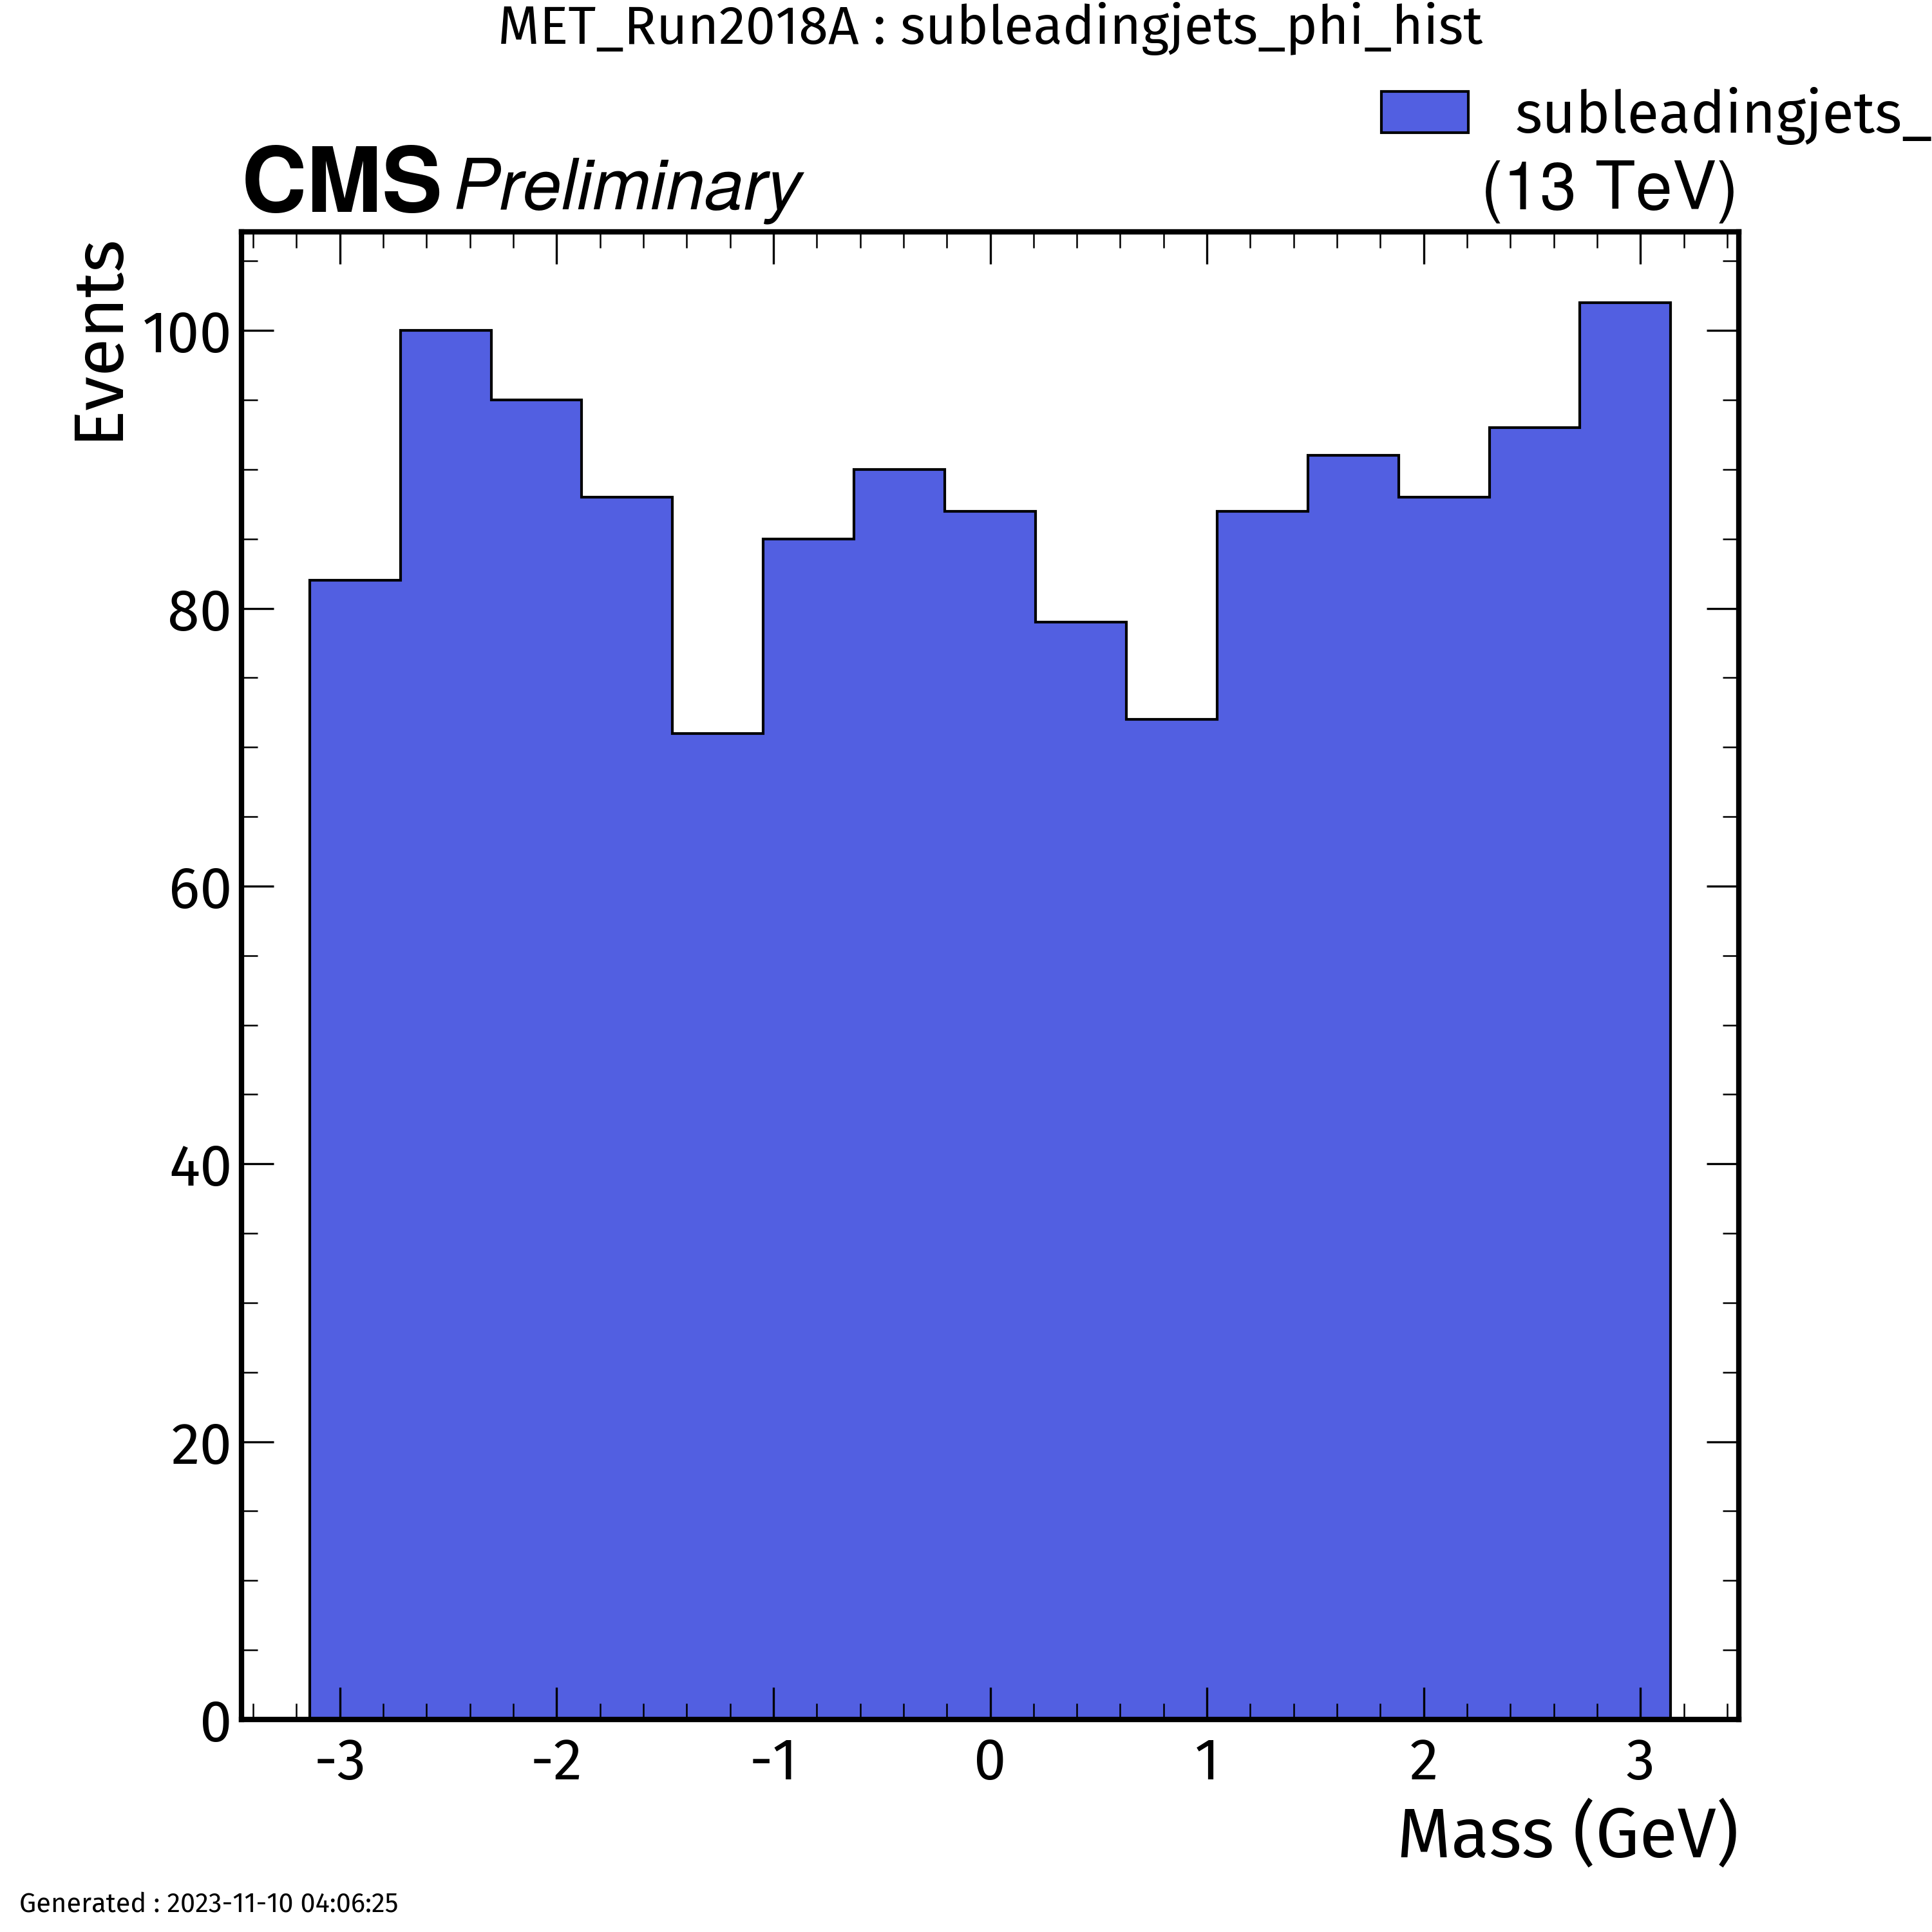 MET_Run2018A : subleadingjets_phi_hist
subleadingjets_
CMS Preliminary (13 TeV)
Events
100
80
60
40
20
0
-3 -2 -1 0 1 2 3
Mass (GeV)
Generated : 2023-11-10 04:06:25